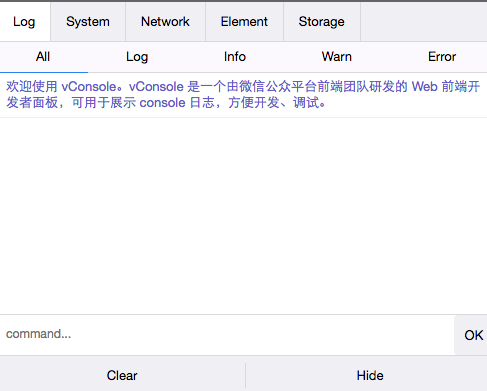 Log System Network Element Storage
All Log Info Warn Error
欢迎使用 vConsole。vConsole 是一个由微信公众平台前端团队研发的 Web 前端开
发者面板，可用于展示 console 日志，方便开发、调试。
command...
OK
Clear Hide